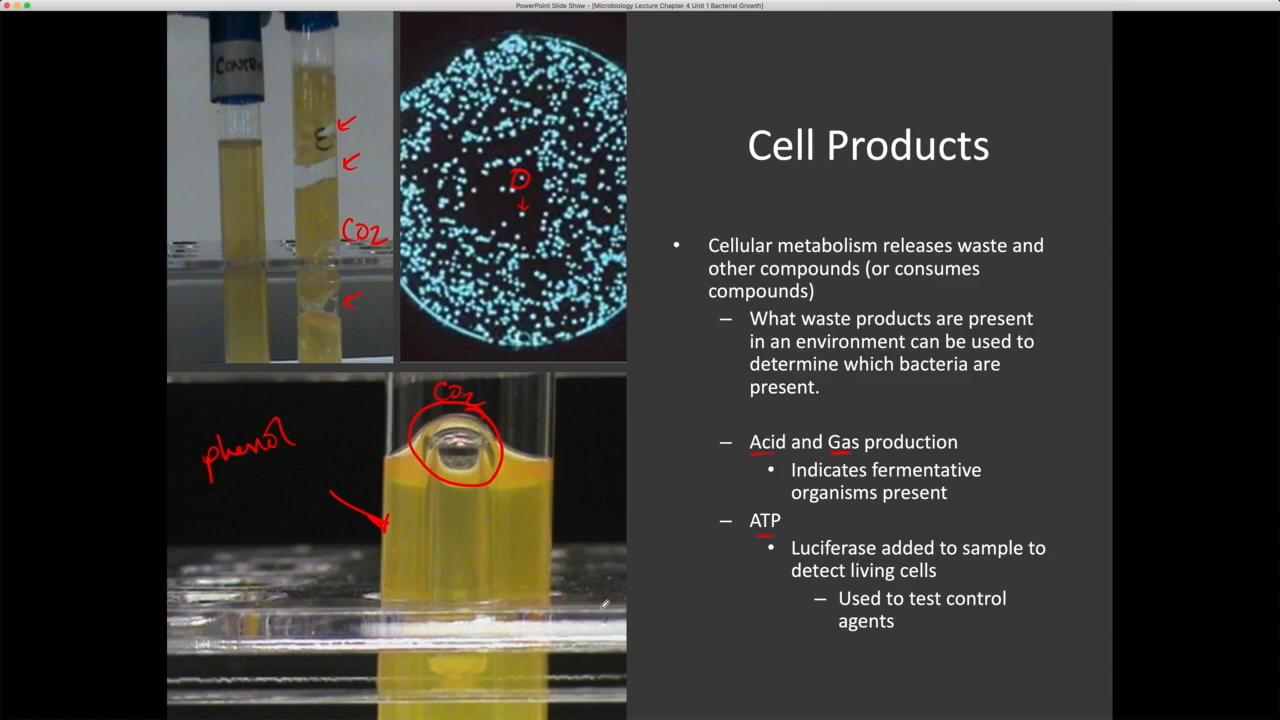 PowerPoint Slide Show - [Microbiology Lecture Chapter 4 Unit 1 Bacterial Growth]
CONTRO
E
CO2
D
CO2
phenol
Cell Products
• Cellular metabolism releases waste and
other compounds (or consumes
compounds)
– What waste products are present
in an environment can be used to
determine which bacteria are
present.
– Acid and Gas production
• Indicates fermentative
organisms present
– ATP
• Luciferase added to sample to
detect living cells
– Used to test control
agents